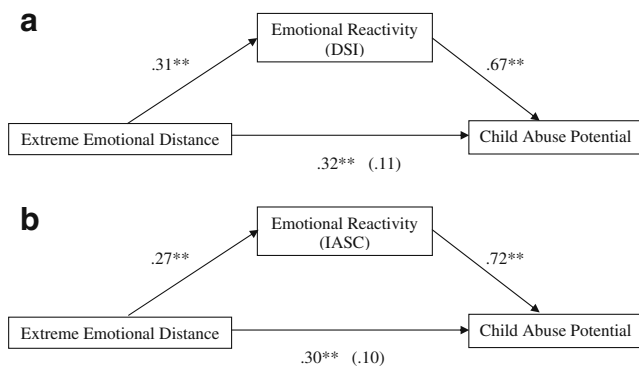 a
Emotional Reactivity
(DSI)
.31**
.67**
Extreme Emotional Distance
Child Abuse Potential
.32** (.11)
b
Emotional Reactivity
(IASC)
.27**
.72**
Extreme Emotional Distance
Child Abuse Potential
.30** (.10)